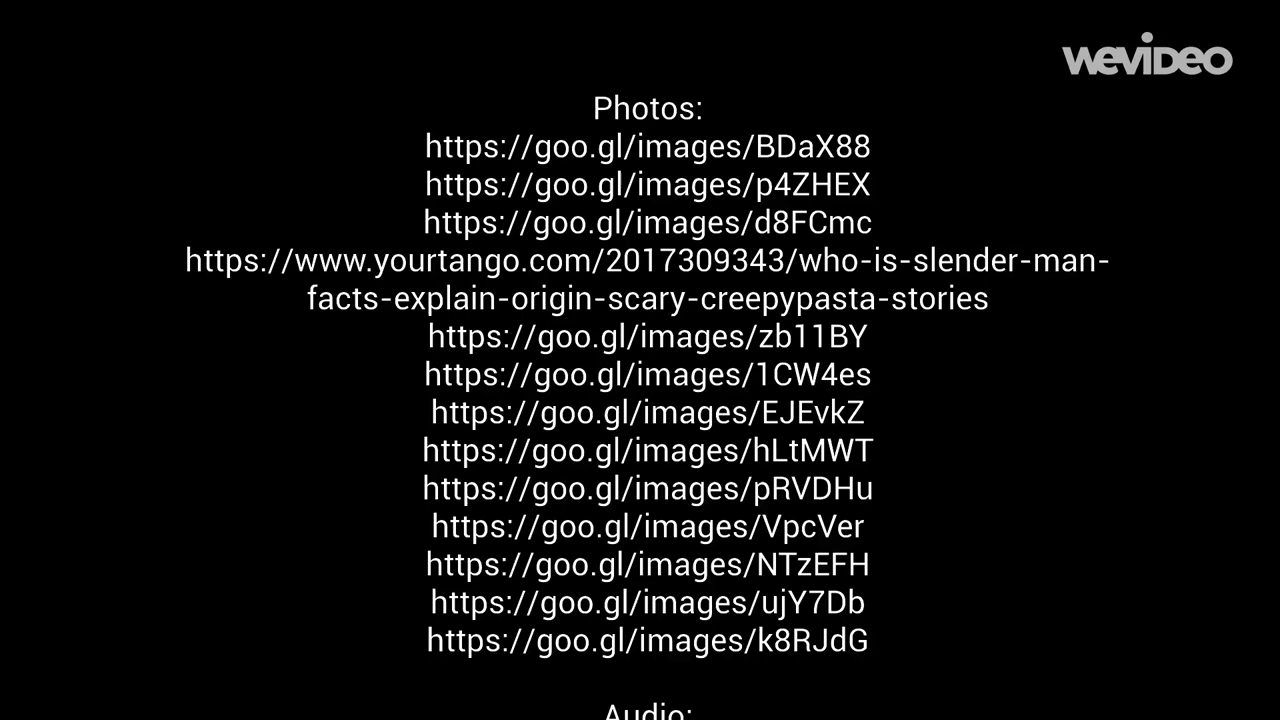 wevideo
Photos:
https://goo.gl/images/BDaX88
https://goo.gl/images/p4ZHEX
https://goo.gl/images/d8FCmc
https://www.yourtango.com/2017309343/who-is-slender-man-
facts-explain-origin-scary-creepypasta-stories
https://goo.gl/images/zb11BY
https://goo.gl/images/1CW4es
https://goo.gl/images/EJEvkZ
https://goo.gl/images/hLtMWT
https://goo.gl/images/pRVDHu
https://goo.gl/images/VpcVer
https://goo.gl/images/NTzEFH
https://goo.gl/images/ujY7Db
https://goo.gl/images/k8RJdG
Audio: